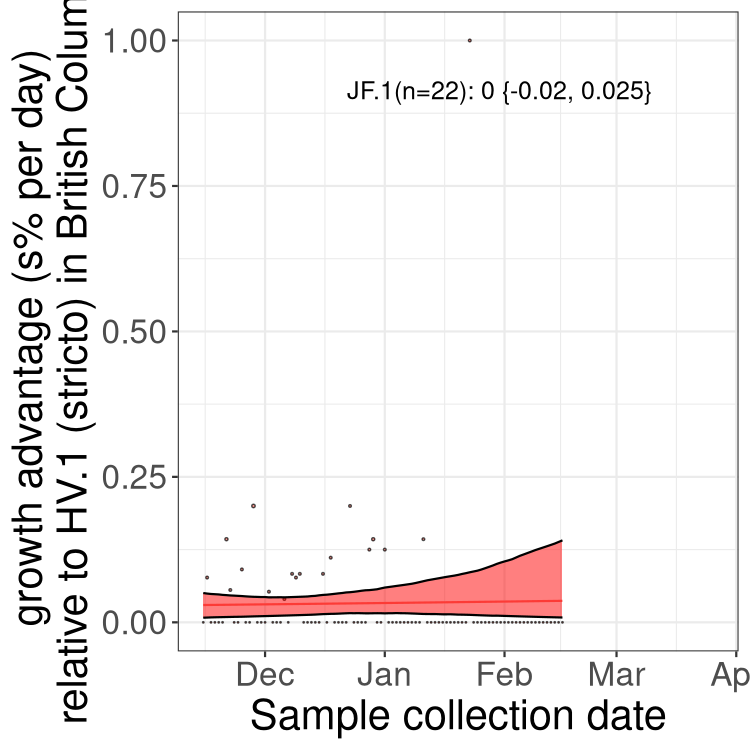 growth advantage (s% per day)
relative to HV.1 (stricto) in British Colum
1.00
0.75
0.50
0.25
0.00
JF.1(n=22): 0 {-0.02, 0.025}
Dec Jan Feb Mar Ap
Sample collection date